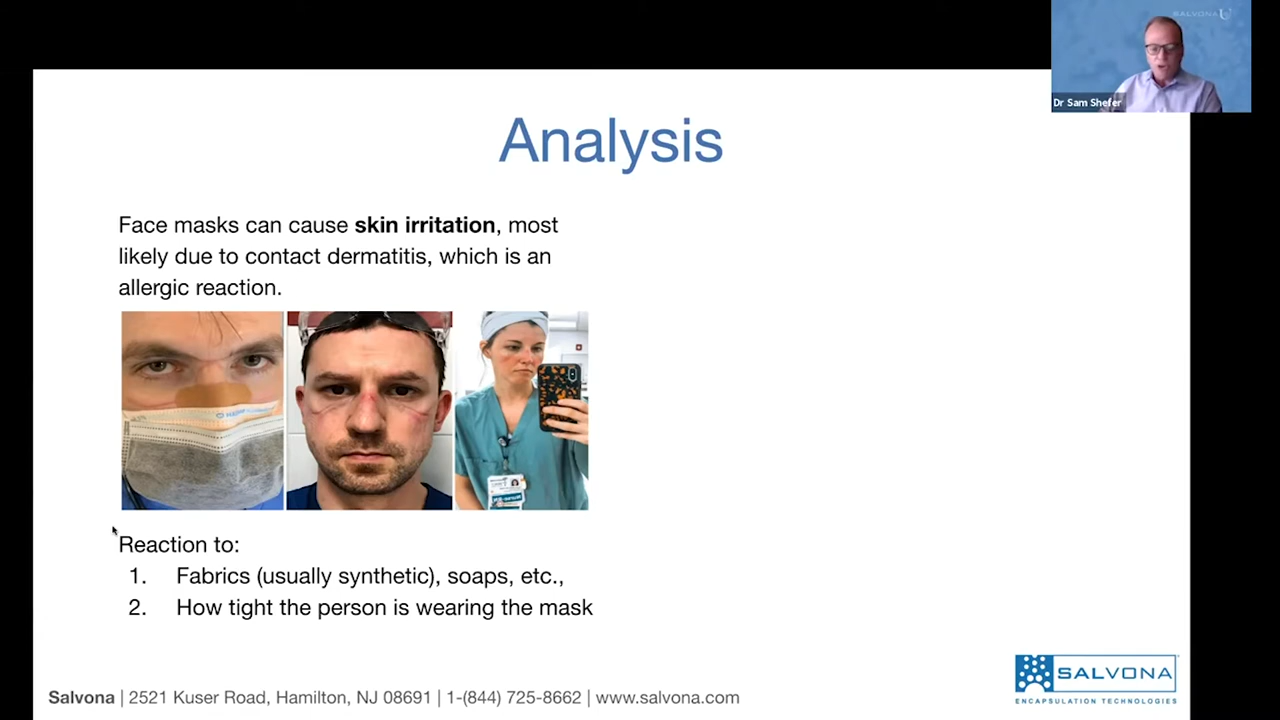 SALVONA
Dr Sam Shefer
Analysis
Face masks can cause skin irritation, most
likely due to contact dermatitis, which is an
allergic reaction.
Reaction to:
1. Fabrics (usually synthetic), soaps, etc.,
2. How tight the person is wearing the mask
Salvona | 2521 Kuser Road, Hamilton, NJ 08691 | 1-(844) 725-8662 | www.salvona.com
SALVONA
ENCAPSULATION TECHNOLOGIES